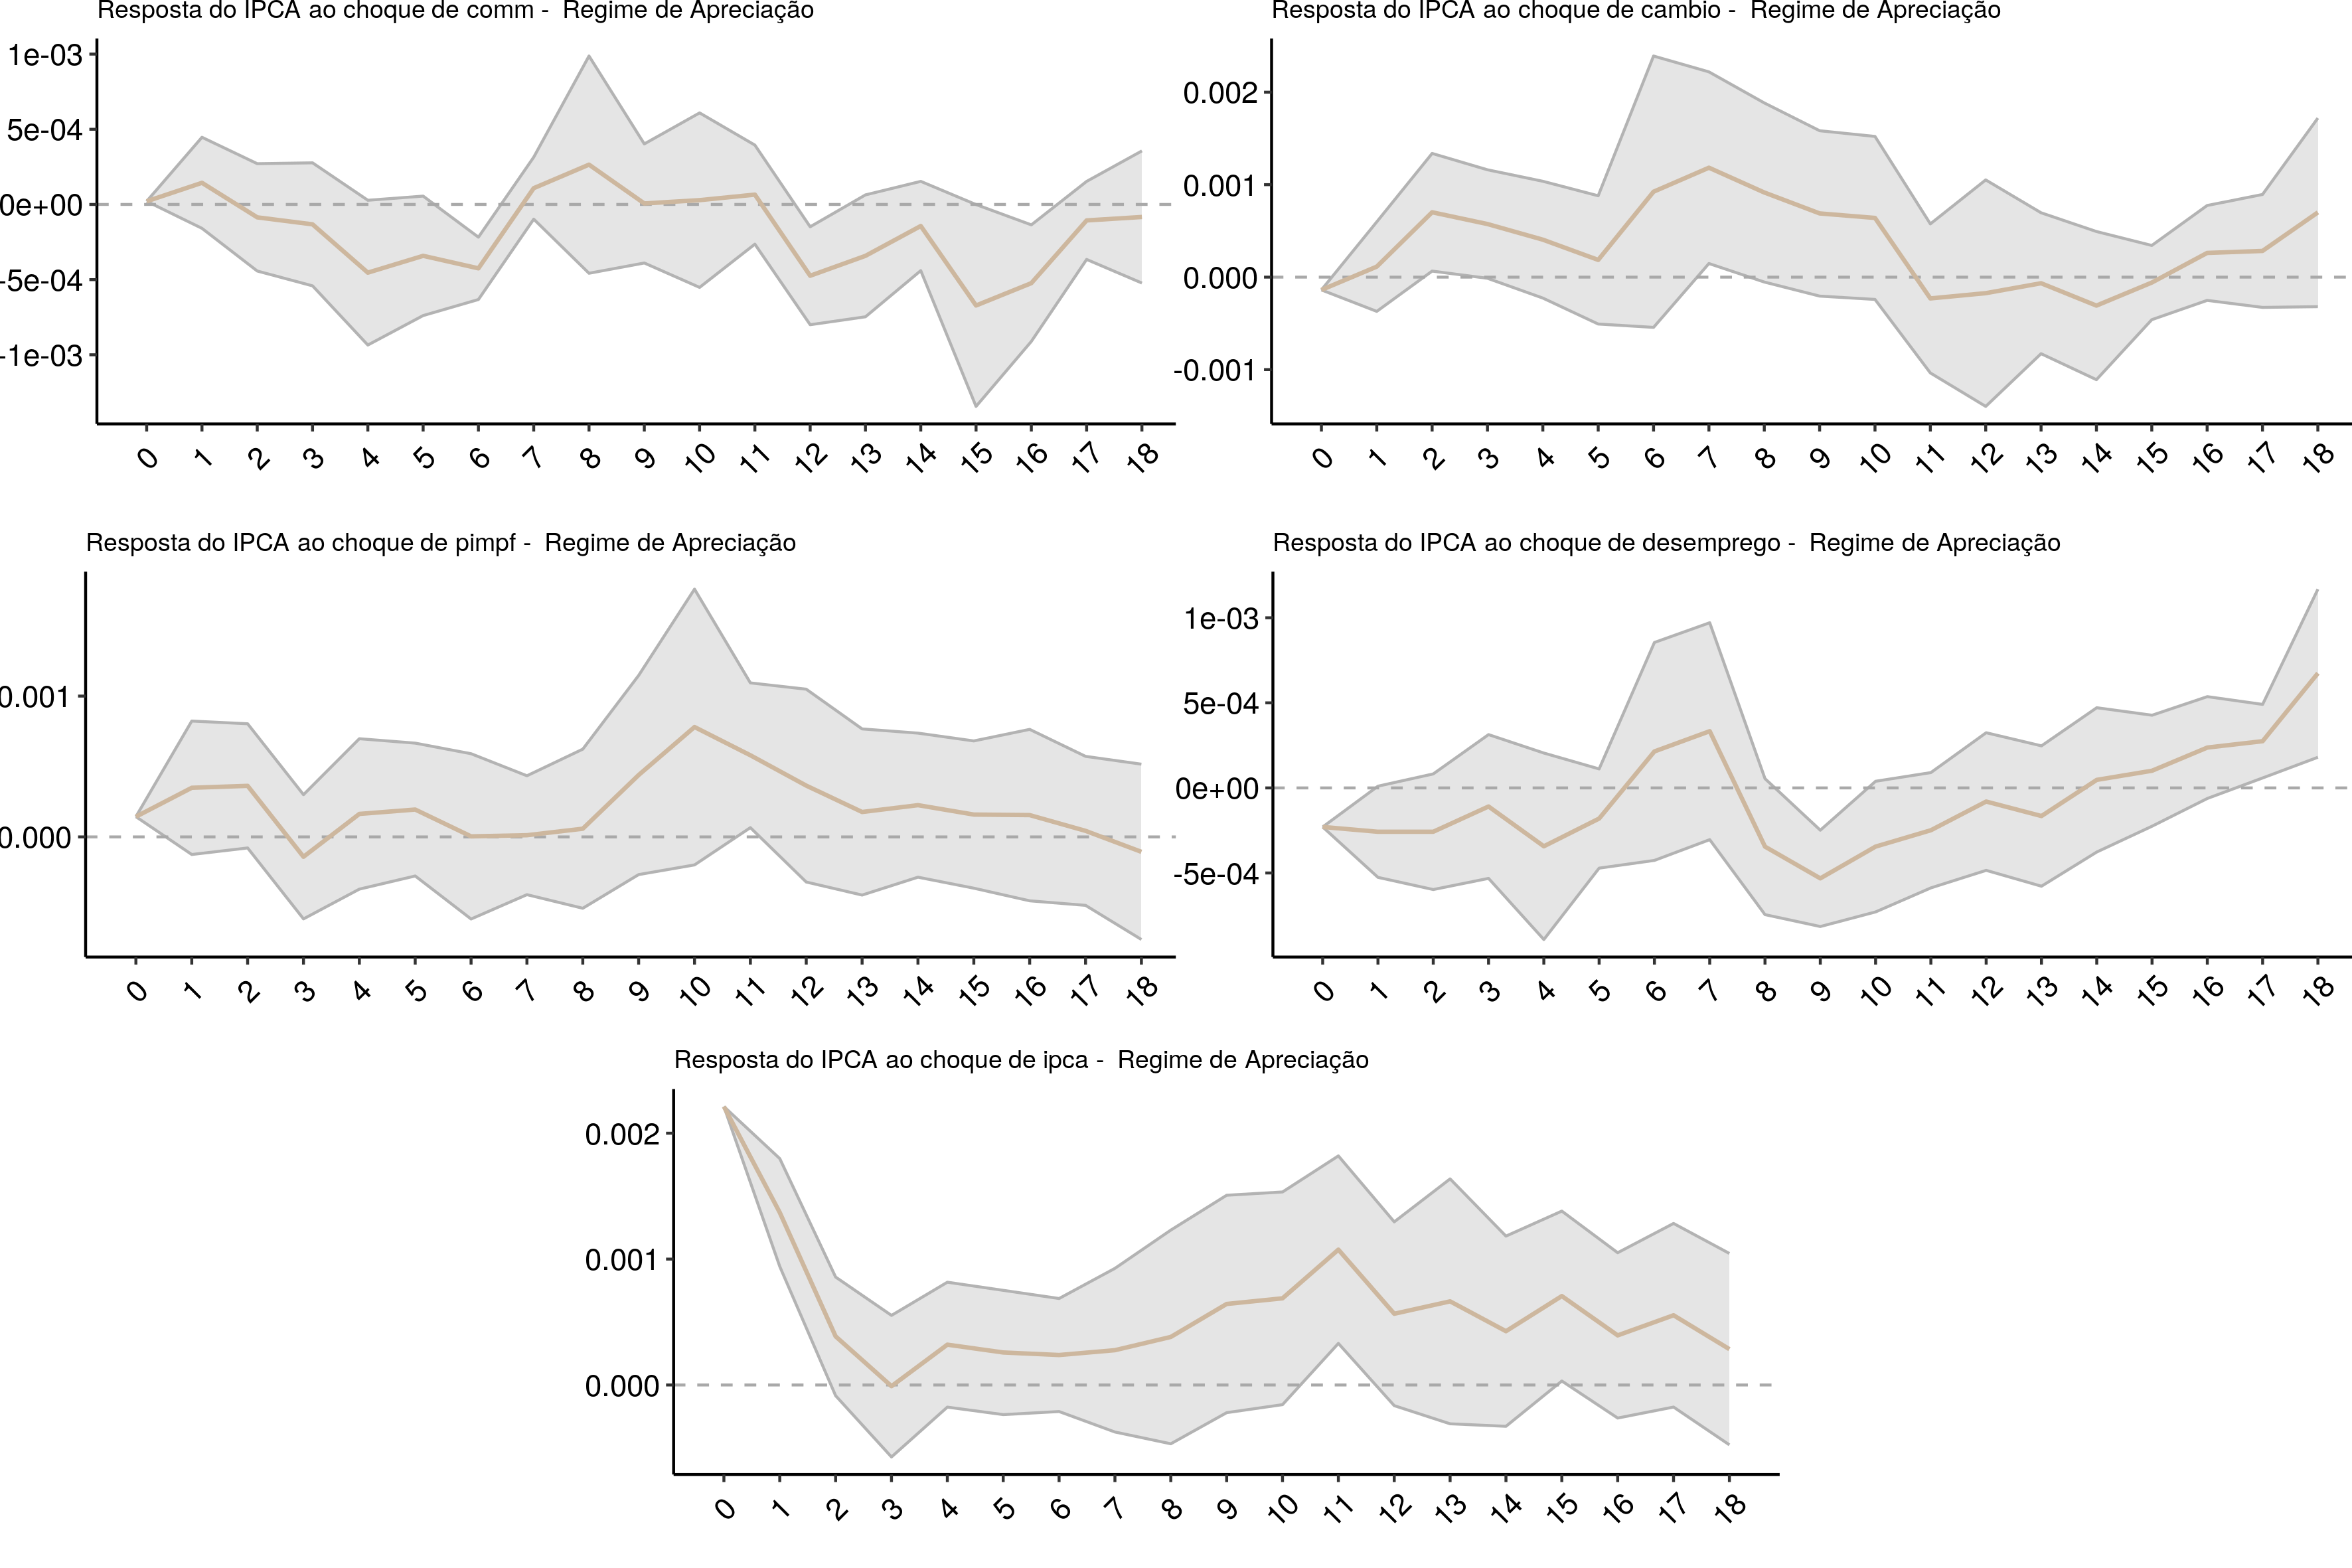 Resposta do IPCA ao choque de comm -  Regime de Apreciação
1e-03
5e-04
0e+00
-5e-04
-1e-03
0 1 2 3 4 5 6 7 8 9 10 11 12 13 14 15 16 17 18
Resposta do IPCA ao choque de cambio -  Regime de Apreciação
0.002
0.001
0.000
-0.001
0 1 2 3 4 5 6 7 8 9 10 11 12 13 14 15 16 17 18
Resposta do IPCA ao choque de pimpf -  Regime de Apreciação
0.001
0.000
0 1 2 3 4 5 6 7 8 9 10 11 12 13 14 15 16 17 18
Resposta do IPCA ao choque de desemprego -  Regime de Apreciação
1e-03
5e-04
0e+00
-5e-04
0 1 2 3 4 5 6 7 8 9 10 11 12 13 14 15 16 17 18
Resposta do IPCA ao choque de ipca -  Regime de Apreciação
0.002
0.001
0.000
0 1 2 3 4 5 6 7 8 9 10 11 12 13 14 15 16 17 18